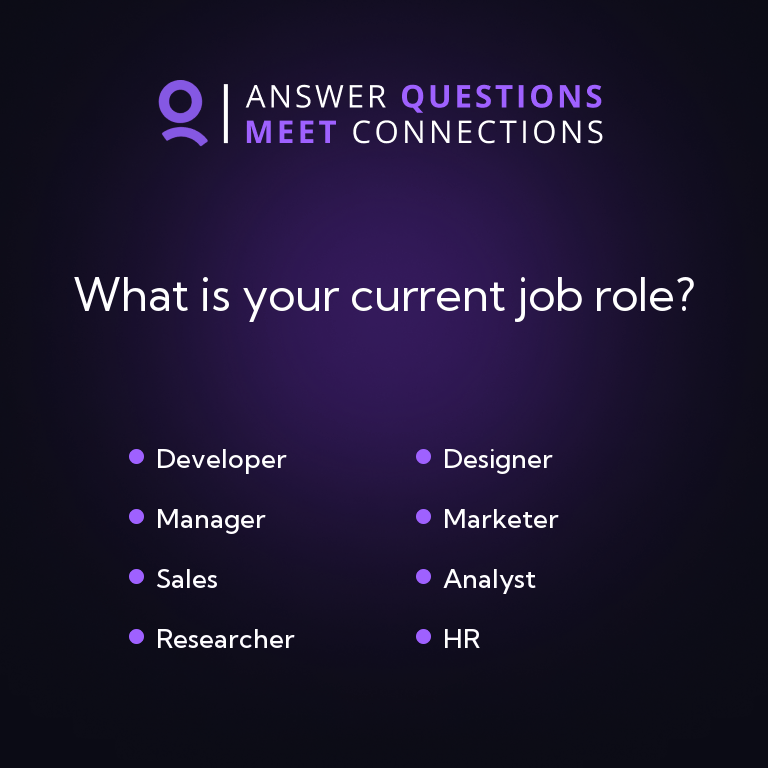 ANSWER QUESTIONS
MEET CONNECTIONS
What is your current job role?
Developer
Designer
Manager
Marketer
Sales
Analyst
Researcher
HR